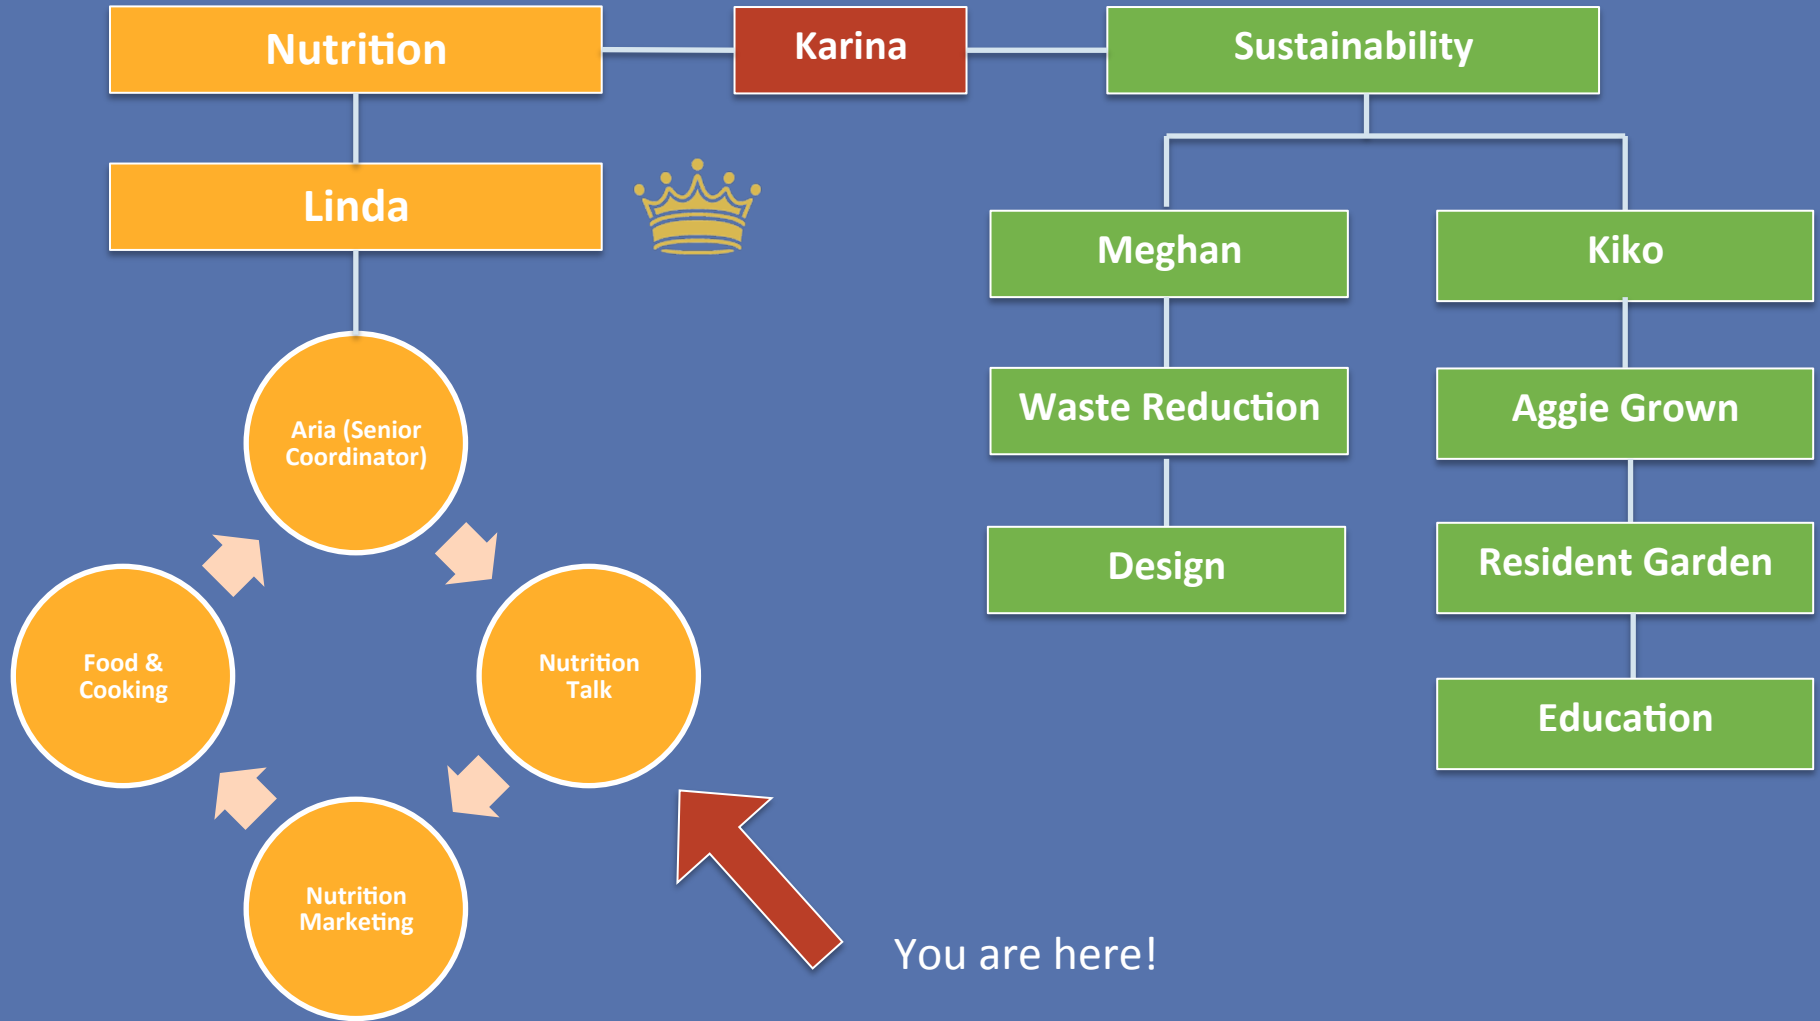 Nutrition
Karina
Sustainability
Linda
Meghan
Kiko
Aria (Senior
Coordinator)
Waste Reduction
Aggie Grown
Design
Resident Garden
Food &
Cooking
Nutrition
Talk
Education
Nutrition
Marketing
You are here!